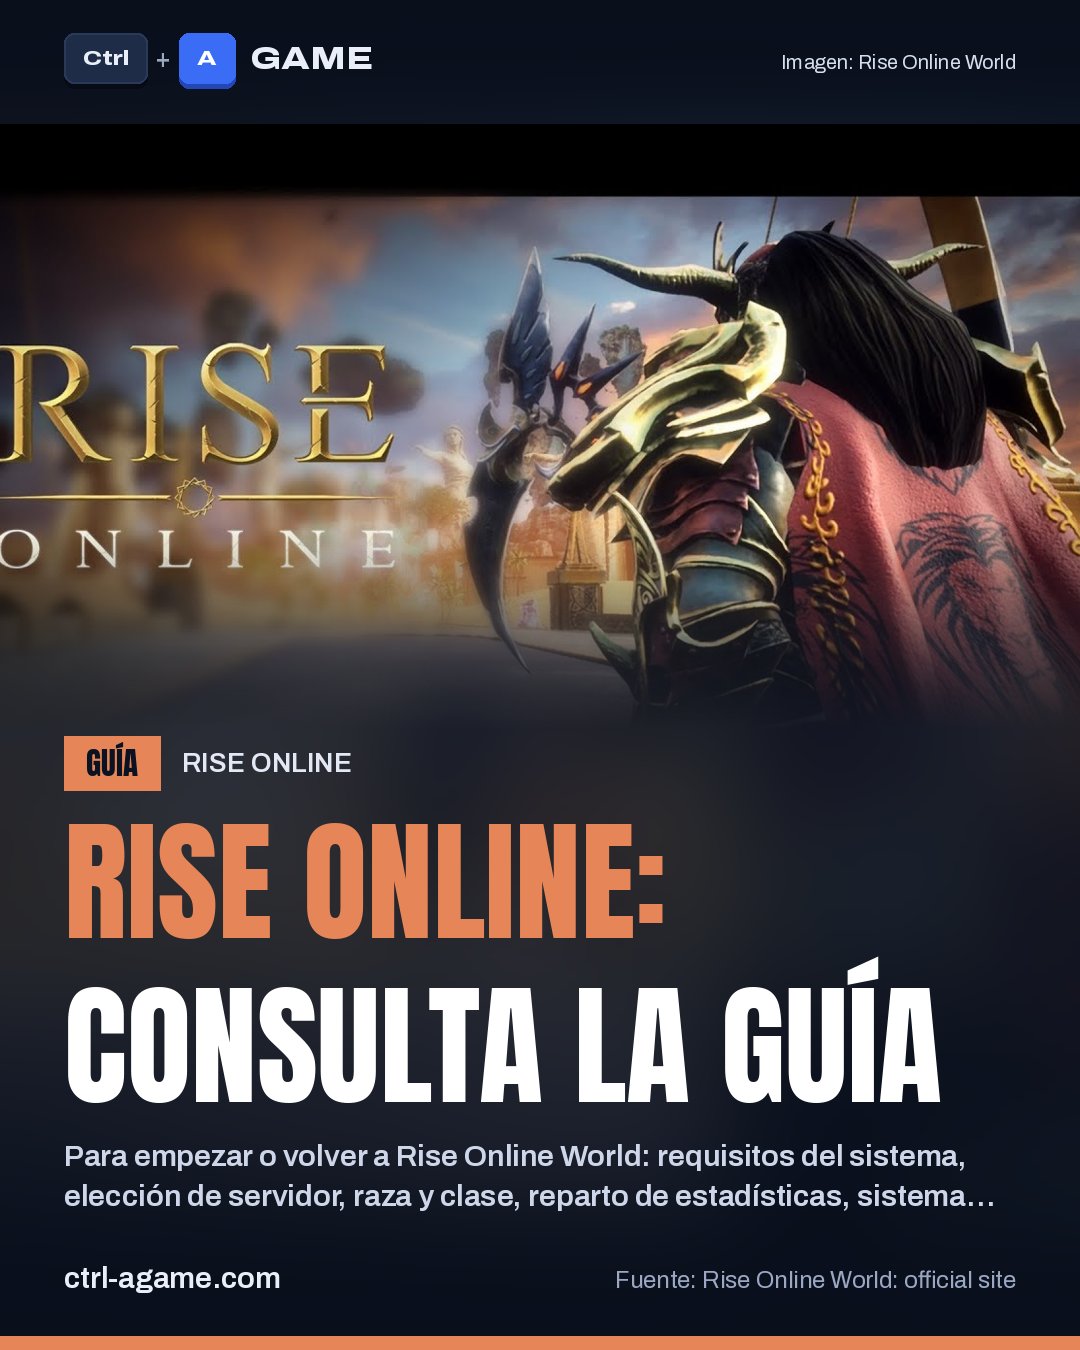 Ctrl + A GAME
Imagen: Rise Online World
RISE
ONLINE
GUÍA RISE ONLINE
RISE ONLINE:
CONSULTA LA GUÍA
Para empezar o volver a Rise Online World: requisitos del sistema,
elección de servidor, raza y clase, reparto de estadísticas, sistema...
ctrl-agame.com
Fuente: Rise Online World: official site